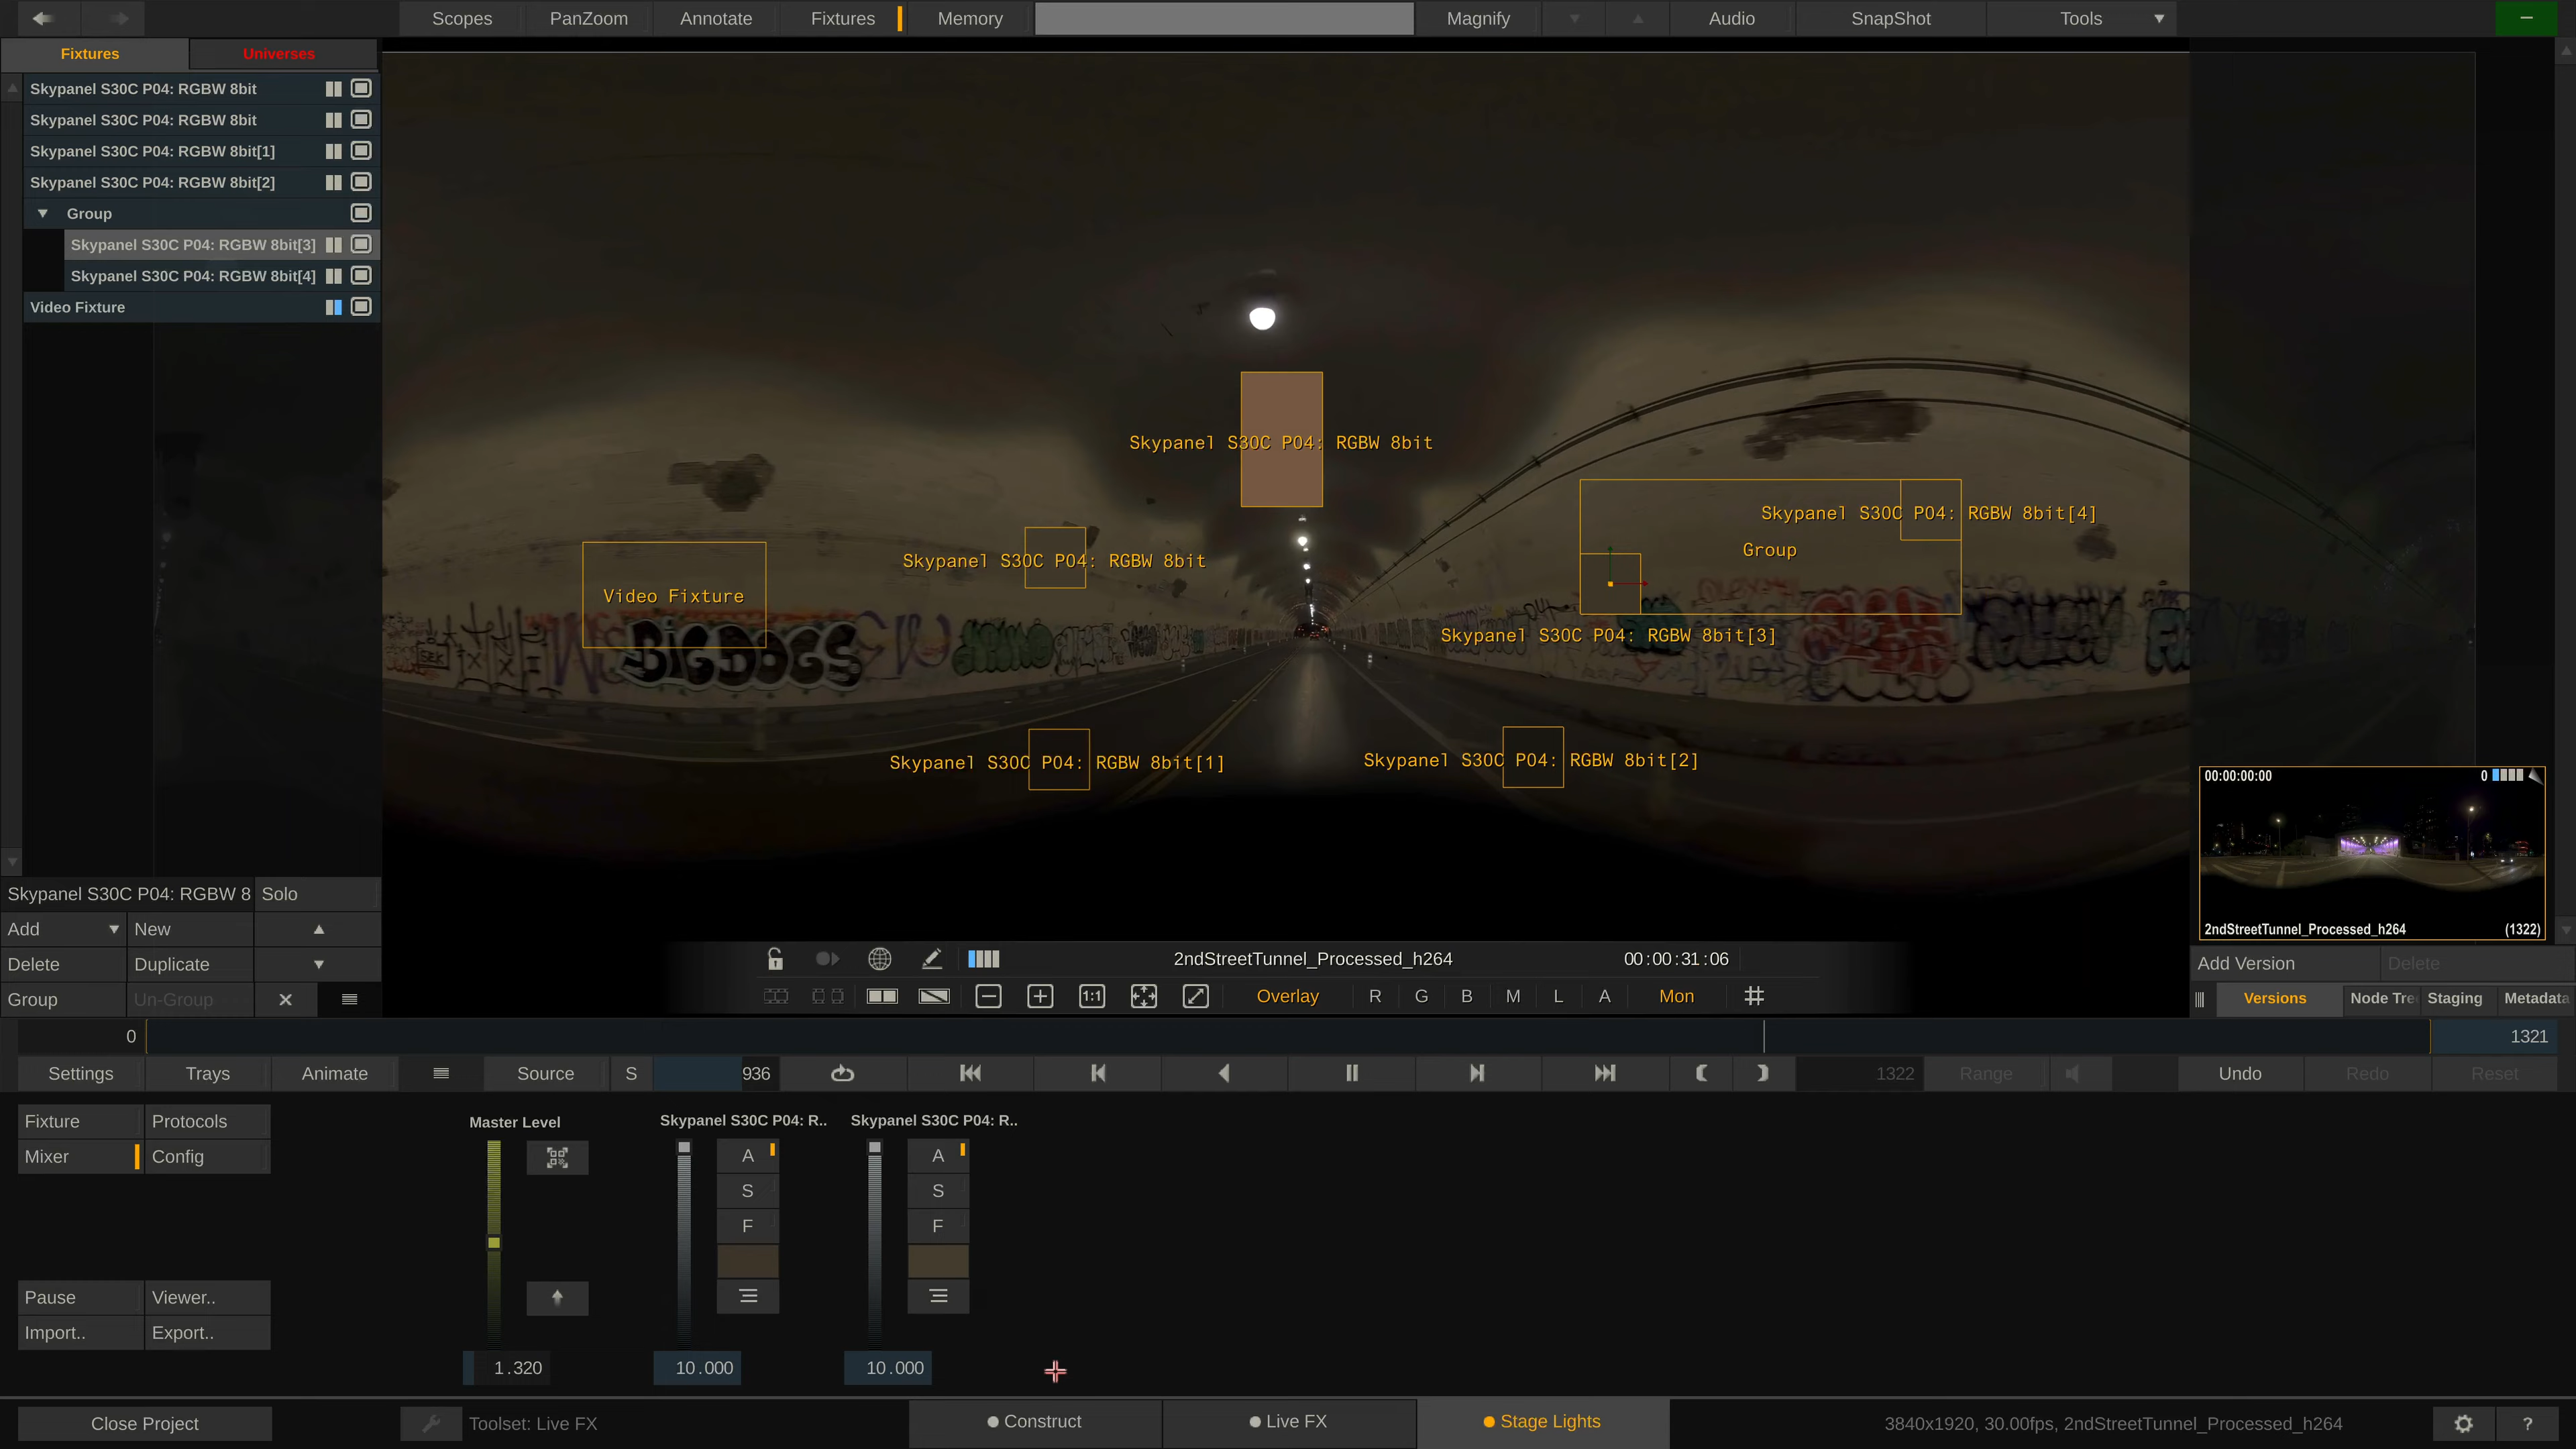 Scopes
PanZoom
Annotate
Fixtures
Memory
Magnify
Audio
SnapShot
Tools
Fixtures
Universes
Skypanel S30C P04: RGBW 8bit
Skypanel S30C P04: RGBW 8bit
Skypanel S30C P04: RGBW 8bit[1]
Skypanel S30C P04: RGBW 8bit[2]
Group
Skypanel S30C P04: RGBW 8bit[3]
Skypanel S30C P04: RGBW 8bit[4]
Video Fixture
Skypanel S30C P04: RGBW 8bit
Skypanel S30C P04: RGBW 8bit[4]
Group
Skypanel S30C P04: RGBW 8bit
Video Fixture
BIG DOGS
Skypanel S30C P04: RGBW 8bit[3]
Skypanel S30C P04: RGBW 8bit[1]
Skypanel S30C P04: RGBW 8bit[2]
00:00:00:00
0
2ndStreetTunnel_Processed_h264
(1322)
Skypanel S30C P04: RGBW 8
Solo
Add
New
Delete
Duplicate
Group
Un-Group
2ndStreetTunnel_Processed_h264
00:00:31:06
1:1
Overlay
R
G
B
M
L
A
Mon
Add Version
Delete
Versions
Node Tre
Staging
Metadata
0
1321
Settings
Trays
Animate
Source
S
936
1322
Range
Undo
Redo
Reset
Fixture
Protocols
Mixer
Config
Pause
Viewer..
Import..
Export..
Master Level
1.320
Skypanel S30C P04: R..
A
S
F
10.000
Skypanel S30C P04: R..
A
S
F
10.000
Close Project
Toolset: Live FX
Construct
Live FX
Stage Lights
3840x1920, 30.00fps, 2ndStreetTunnel_Processed_h264
?